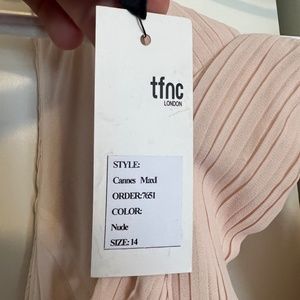 tfnc
LONDON
STYLE:
Cannes Maxi
ORDER:7651
COLOR:
Nude
SIZE: 14